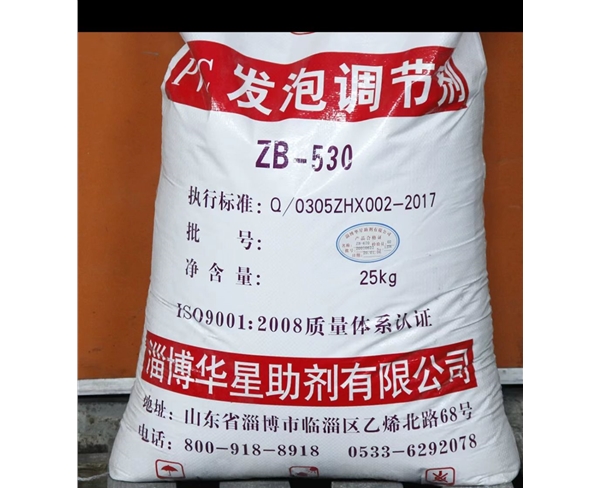 发泡调节剂
ZB-530
执行标准: Q/0305ZHX002-2017
批 号:
净 含 量: 25kg
ISO9001:2008质量体系认证
淄博华星助剂有限公司
地址: 山东省淄博市临淄区乙烯北路68号
电话: 800-918-8918 0533-6292078